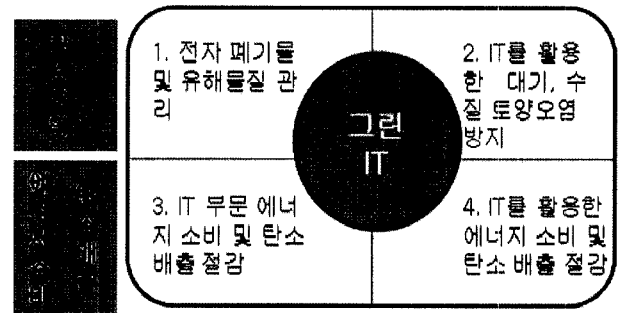 1. 전자 폐기물
및 유해물질 관
리
2. IT를 활용
한 대기, 수
질 토양오염
방지
그린
IT
3. IT 부문 에너
지 소비 및 탄소
배출 절감
4. IT를 활용한
에너지 소비 및
탄소 배출 절감